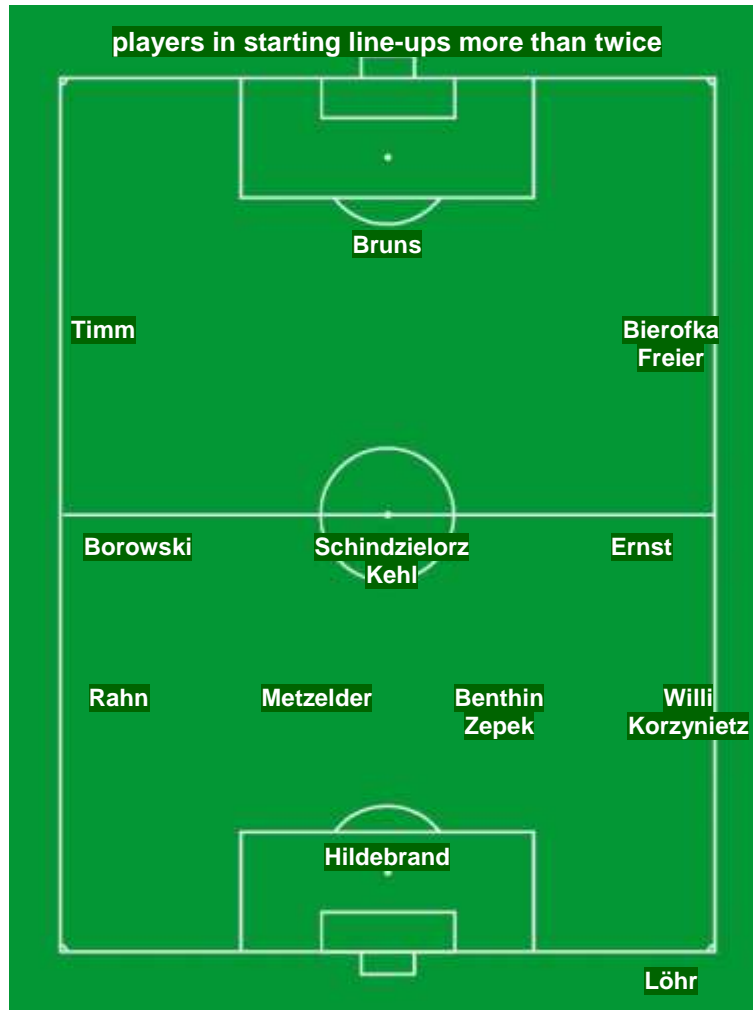 players in starting line-ups more than twice
Bruns
Timm
Bierofka
Freier
Borowski
Schindzielorz
Kehl
Ernst
Rahn
Metzelder
Benthin
Zepek
Willi
Korzynietz
Hildebrand
Löhr